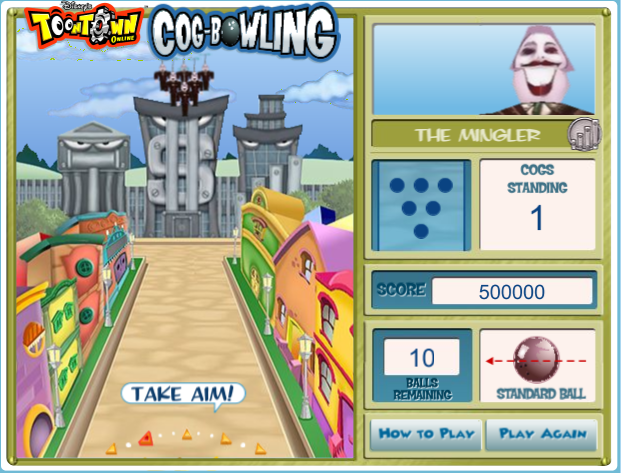 Disney's
TOONTOWN
ONLINE
COG-BOWLING
THE MINGLER
COGS
STANDING
1
SCORE 500000
10
BALLS
REMAINING
STANDARD BALL
TAKE AIM!
HOW TO PLAY
PLAY AGAIN